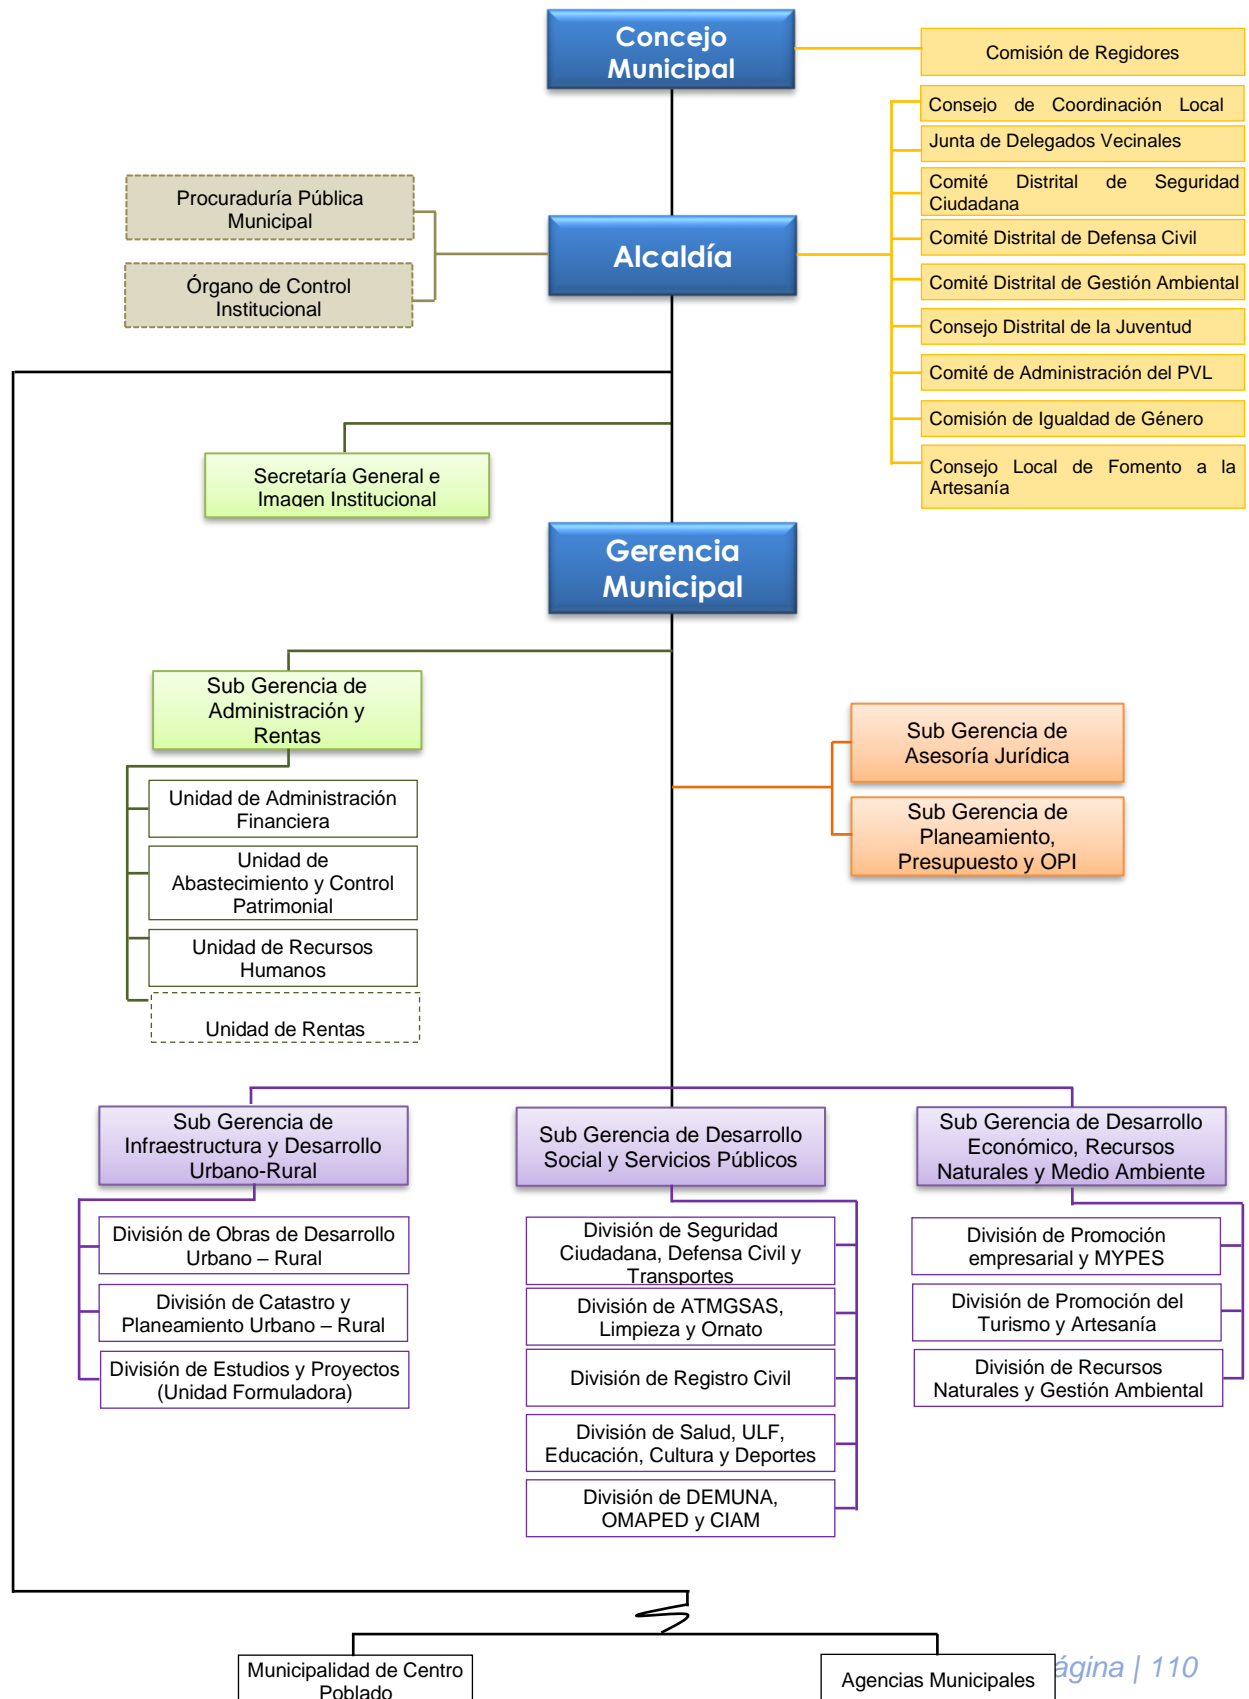 Concejo
Municipal
Comisión de Regidores
Consejo de Coordinación Local
Junta de Delegados Vecinales
Comité Distrital de Seguridad
Ciudadana
Procuraduría Pública
Municipal
Alcaldía
Comité Distrital de Defensa Civil
Órgano de Control
Institucional
Comité Distrital de Gestión Ambiental
Consejo Distrital de la Juventud
Comité de Administración del PVL
Comisión de Igualdad de Género
Consejo Local de Fomento a la
Artesanía
Secretaría General e
Imagen Institucional
Gerencia
Municipal
Sub Gerencia de
Administración y
Rentas
Unidad de Administración
Financiera
Unidad de
Abastecimiento y Control
Patrimonial
Unidad de Recursos
Humanos
Unidad de Rentas
Sub Gerencia de
Asesoría Jurídica
Sub Gerencia de
Planeamiento,
Presupuesto y OPI
Sub Gerencia de
Infraestructura y Desarrollo
Urbano-Rural
División de Obras de Desarrollo
Urbano – Rural
División de Catastro y
Planeamiento Urbano – Rural
División de Estudios y Proyectos
(Unidad Formuladora)
Sub Gerencia de Desarrollo
Social y Servicios Públicos
División de Seguridad
Ciudadana, Defensa Civil y
Transportes
División de ATMGSAS,
Limpieza y Ornato
División de Registro Civil
División de Salud, ULF,
Educación, Cultura y Deportes
División de DEMUNA,
OMAPED y CIAM
Sub Gerencia de Desarrollo
Económico, Recursos
Naturales y Medio Ambiente
División de Promoción
empresarial y MYPES
División de Promoción del
Turismo y Artesanía
División de Recursos
Naturales y Gestión Ambiental
Municipalidad de Centro
Poblado
Agencias Municipales
ágina | 110